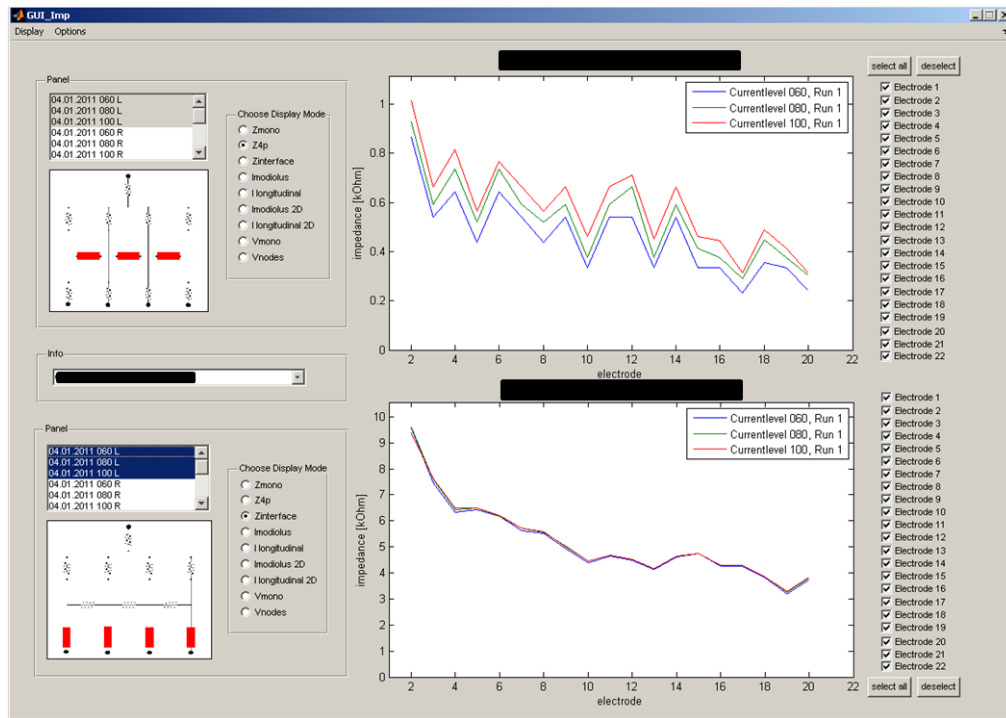 GUI_Imp
Display Options
Panel
04.01.2011 060 L
04.01.2011 080 L
04.01.2011 100 L
04.01.2011 060 R
04.01.2011 080 R
04.01.2011 100 R
Choose Display Mode
Zmono
Z4p
Zinterface
Imodiolus
I longitudinal
Imodiolus 2D
I longitudinal 2D
Vmono
Vnodes
impedance [kOhm]
1
0.8
0.6
0.4
0.2
0
2 4 6 8 10 12 14 16 18 20 22
electrode
Currentlevel 060, Run 1
Currentlevel 080, Run 1
Currentlevel 100, Run 1
select all deselect
Electrode 1
Electrode 2
Electrode 3
Electrode 4
Electrode 5
Electrode 6
Electrode 7
Electrode 8
Electrode 9
Electrode 10
Electrode 11
Electrode 12
Electrode 13
Electrode 14
Electrode 15
Electrode 16
Electrode 17
Electrode 18
Electrode 19
Electrode 20
Electrode 21
Electrode 22
Info
Panel
04.01.2011 060 L
04.01.2011 080 L
04.01.2011 100 L
04.01.2011 060 R
04.01.2011 080 R
04.01.2011 100 R
Choose Display Mode
Zmono
Z4p
Zinterface
Imodiolus
I longitudinal
Imodiolus 2D
I longitudinal 2D
Vmono
Vnodes
impedance [kOhm]
10
9
8
7
6
5
4
3
2
1
0
2 4 6 8 10 12 14 16 18 20 22
electrode
Currentlevel 060, Run 1
Currentlevel 080, Run 1
Currentlevel 100, Run 1
Electrode 1
Electrode 2
Electrode 3
Electrode 4
Electrode 5
Electrode 6
Electrode 7
Electrode 8
Electrode 9
Electrode 10
Electrode 11
Electrode 12
Electrode 13
Electrode 14
Electrode 15
Electrode 16
Electrode 17
Electrode 18
Electrode 19
Electrode 20
Electrode 21
Electrode 22
select all deselect